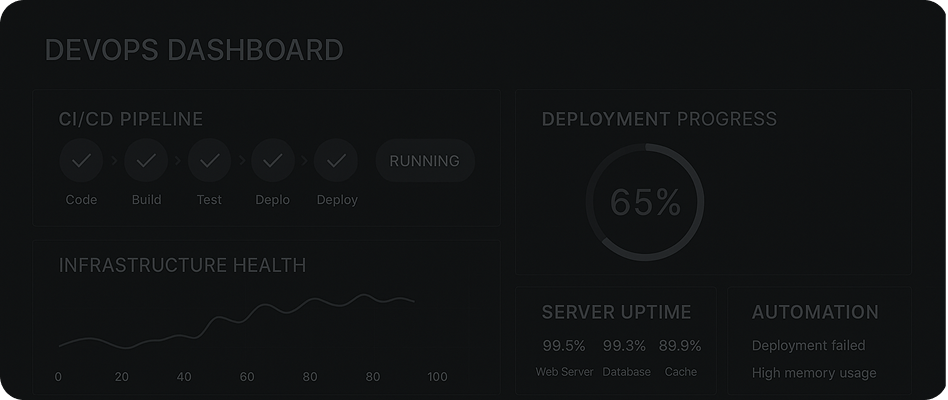 DEVOPS DASHBOARD
CI/CD PIPELINE
RUNNING
Code Build Test Deplo Deploy
INFRASTRUCTURE HEALTH
0 20 40 80 80 80 100
DEPLOYMENT PROGRESS
65%
SERVER UPTIME
99.5% 99.3% 89.9%
Web Server Database Cache
AUTOMATION
Deployment failed
High memory usage